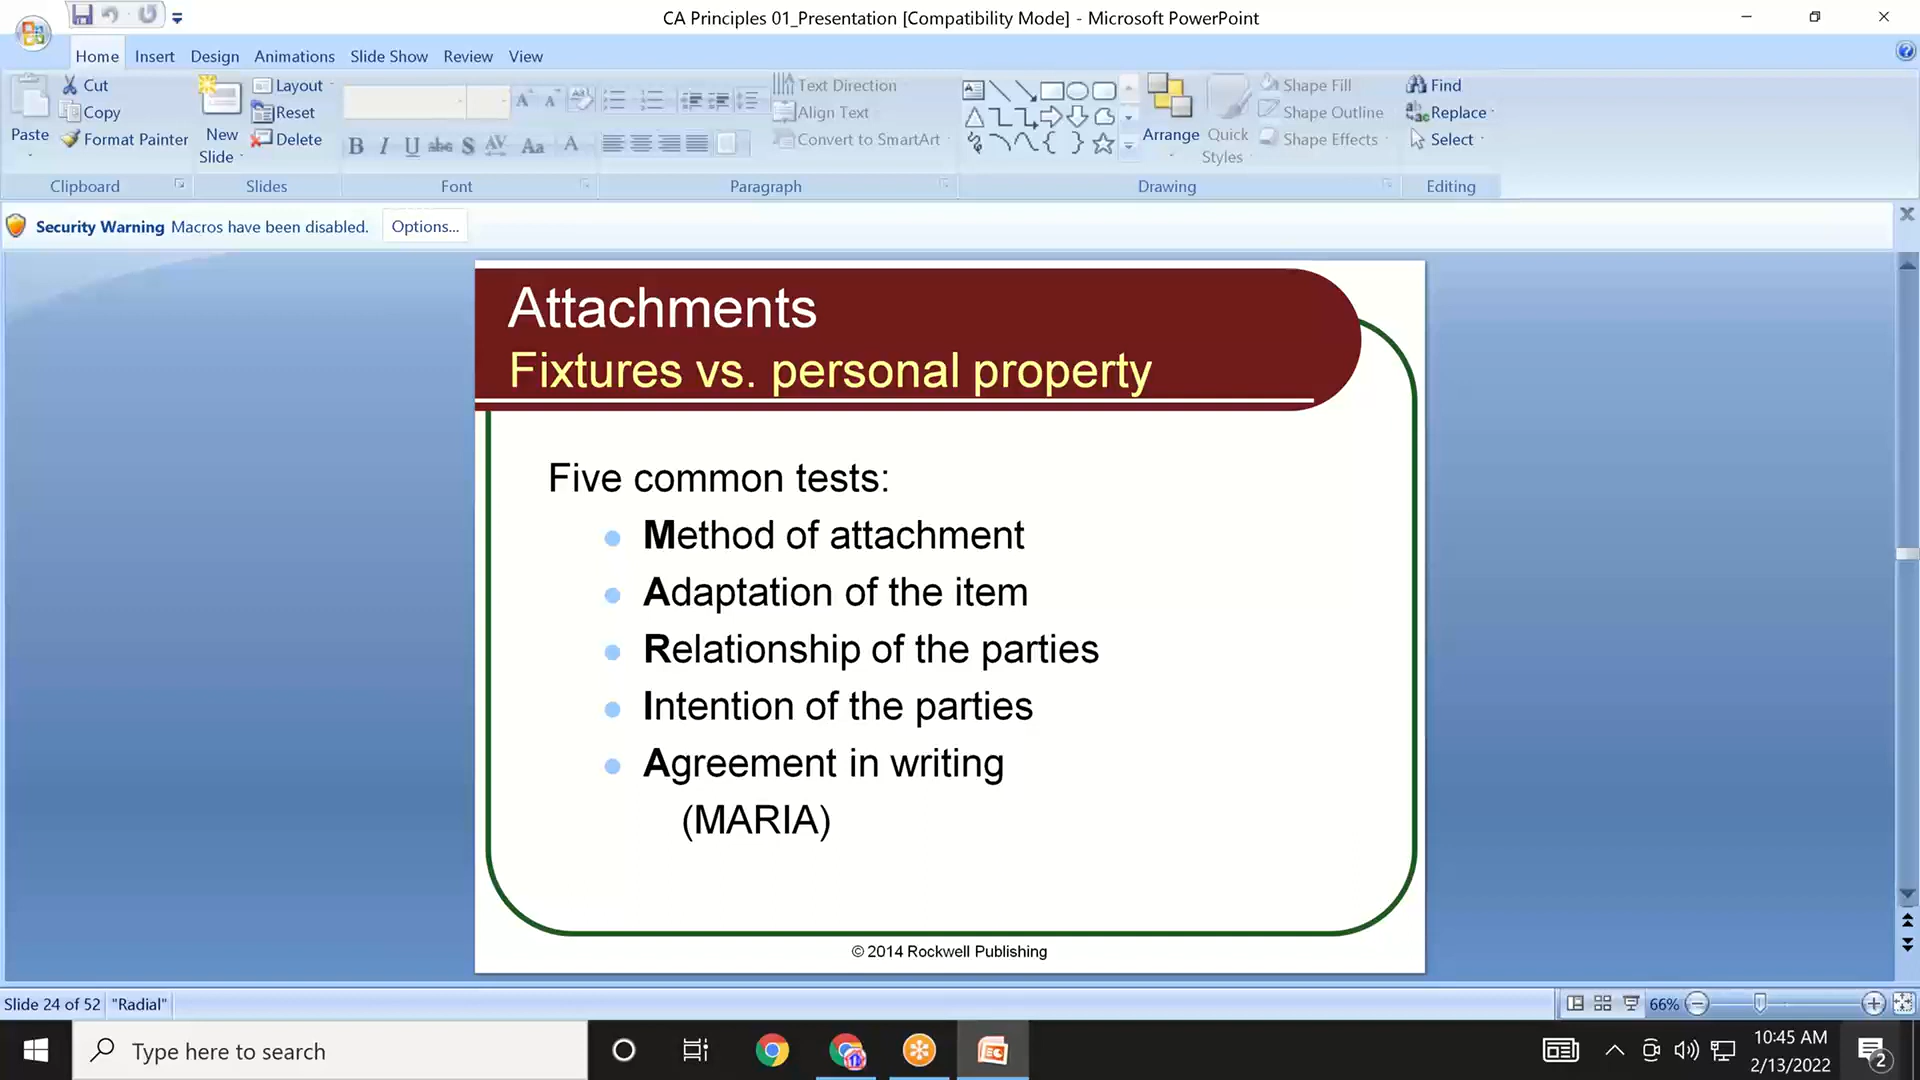 CA Principles 01_Presentation [Compatibility Mode] - Microsoft PowerPoint
Home Insert Design Animations Slide Show Review View
Paste
Cut
Copy
Format Painter
Clipboard
New
Slide
Layout
Reset
Delete
Slides
B I U abc S AV Aa A
Font
Text Direction
Align Text
Convert to SmartArt
Paragraph
Arrange
Quick
Styles
Shape Fill
Shape Outline
Shape Effects
Drawing
Find
Replace
Select
Editing
Security Warning Macros have been disabled. Options...
Attachments
Fixtures vs. personal property
Five common tests:
Method of attachment
Adaptation of the item
Relationship of the parties
Intention of the parties
Agreement in writing
(MARIA)
© 2014 Rockwell Publishing
Slide 24 of 52 "Radial" 66%
Type here to search
10:45 AM
2/13/2022
2